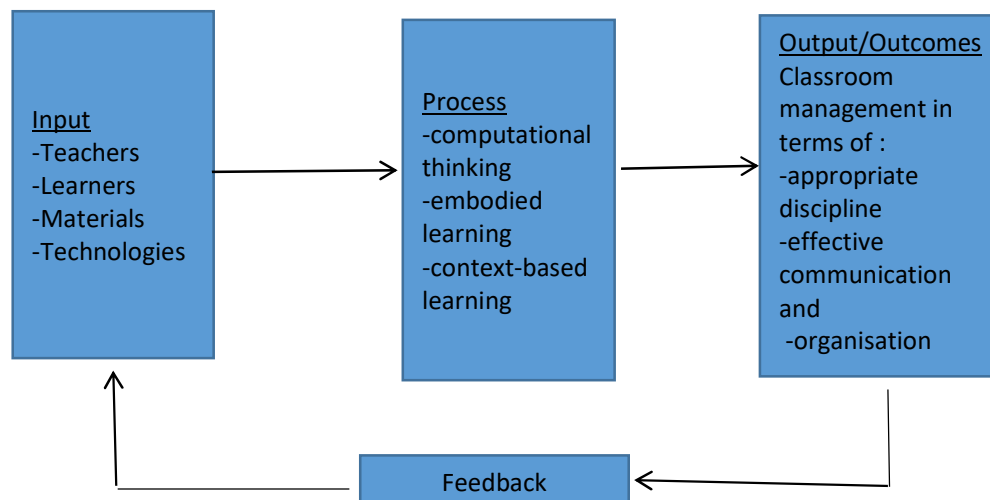 Input
-Teachers
-Learners
-Materials
-Technologies
Process
-computational
thinking
-embodied
learning
-context-based
learning
Output/Outcomes
Classroom
management in
terms of :
-appropriate
discipline
-effective
communication
and
-organisation
Feedback